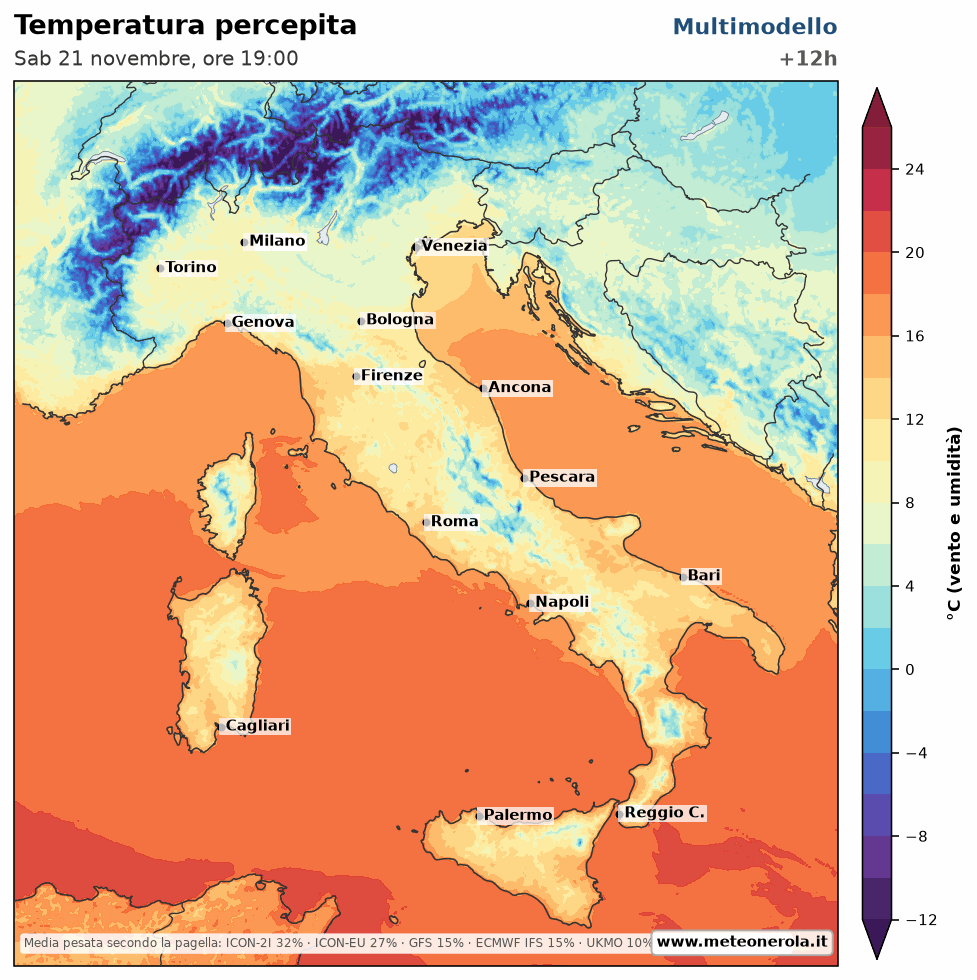 Temperatura percepita
Multimodello
Sab 21 novembre, ore 19:00
+12h
Milano
Venezia
Torino
Genova
Bologna
Firenze
Ancona
Pescara
Roma
Bari
Napoli
Cagliari
Palermo
Reggio C.
24
20
16
12
8
4
0
−4
−8
−12
°C (vento e umidità)
Media pesata secondo la pagella: ICON-2I 32% · ICON-EU 27% · GFS 15% · ECMWF IFS 15% · UKMO 10%
www.meteonerola.it